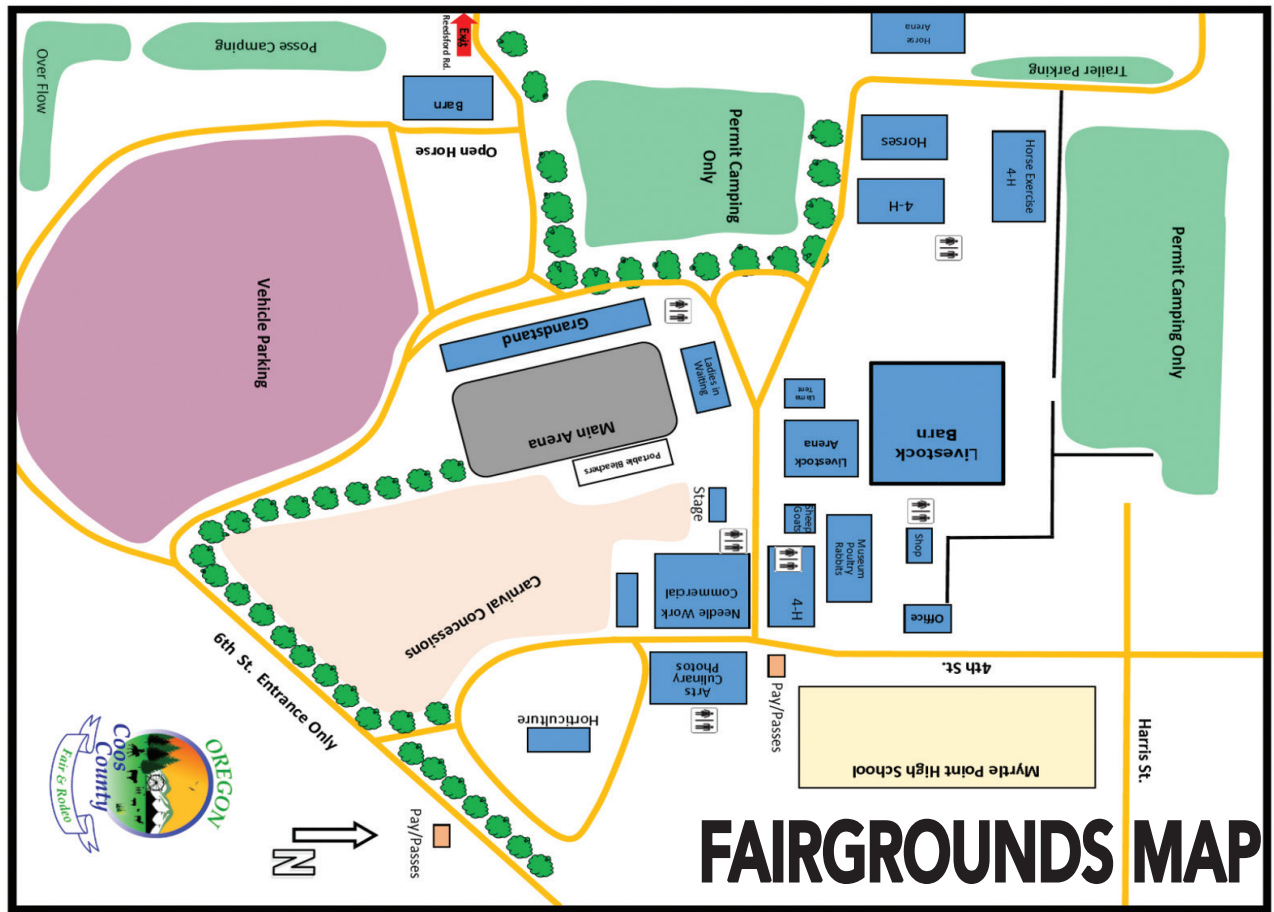 Over Flow
Posse Camping
Exit
Reedsford Rd.
Barn
Open Horse
Permit Camping
Only
Horse
Arena
Trailer Parking
Horses
4-H
Horse Exercise
4-H
Permit Camping Only
Vehicle Parking
Grandstand
Main Arena
Portable Bleachers
Ladies in
Waiting
Llama
Tent
Livestock
Arena
Livestock
Barn
Stage
Sheep
Goats
Museum
Poultry
Rabbits
Shop
Office
4-H
Needle Work
Commercial
Carnival Concessions
6th St. Entrance Only
Arts
Culinary
Photos
Pay/Passes
4th St.
Harris St.
Horticulture
Myrtle Point High School
Pay/Passes
N
OREGON
Coos
County
Fair & Rodeo
FAIRGROUNDS MAP